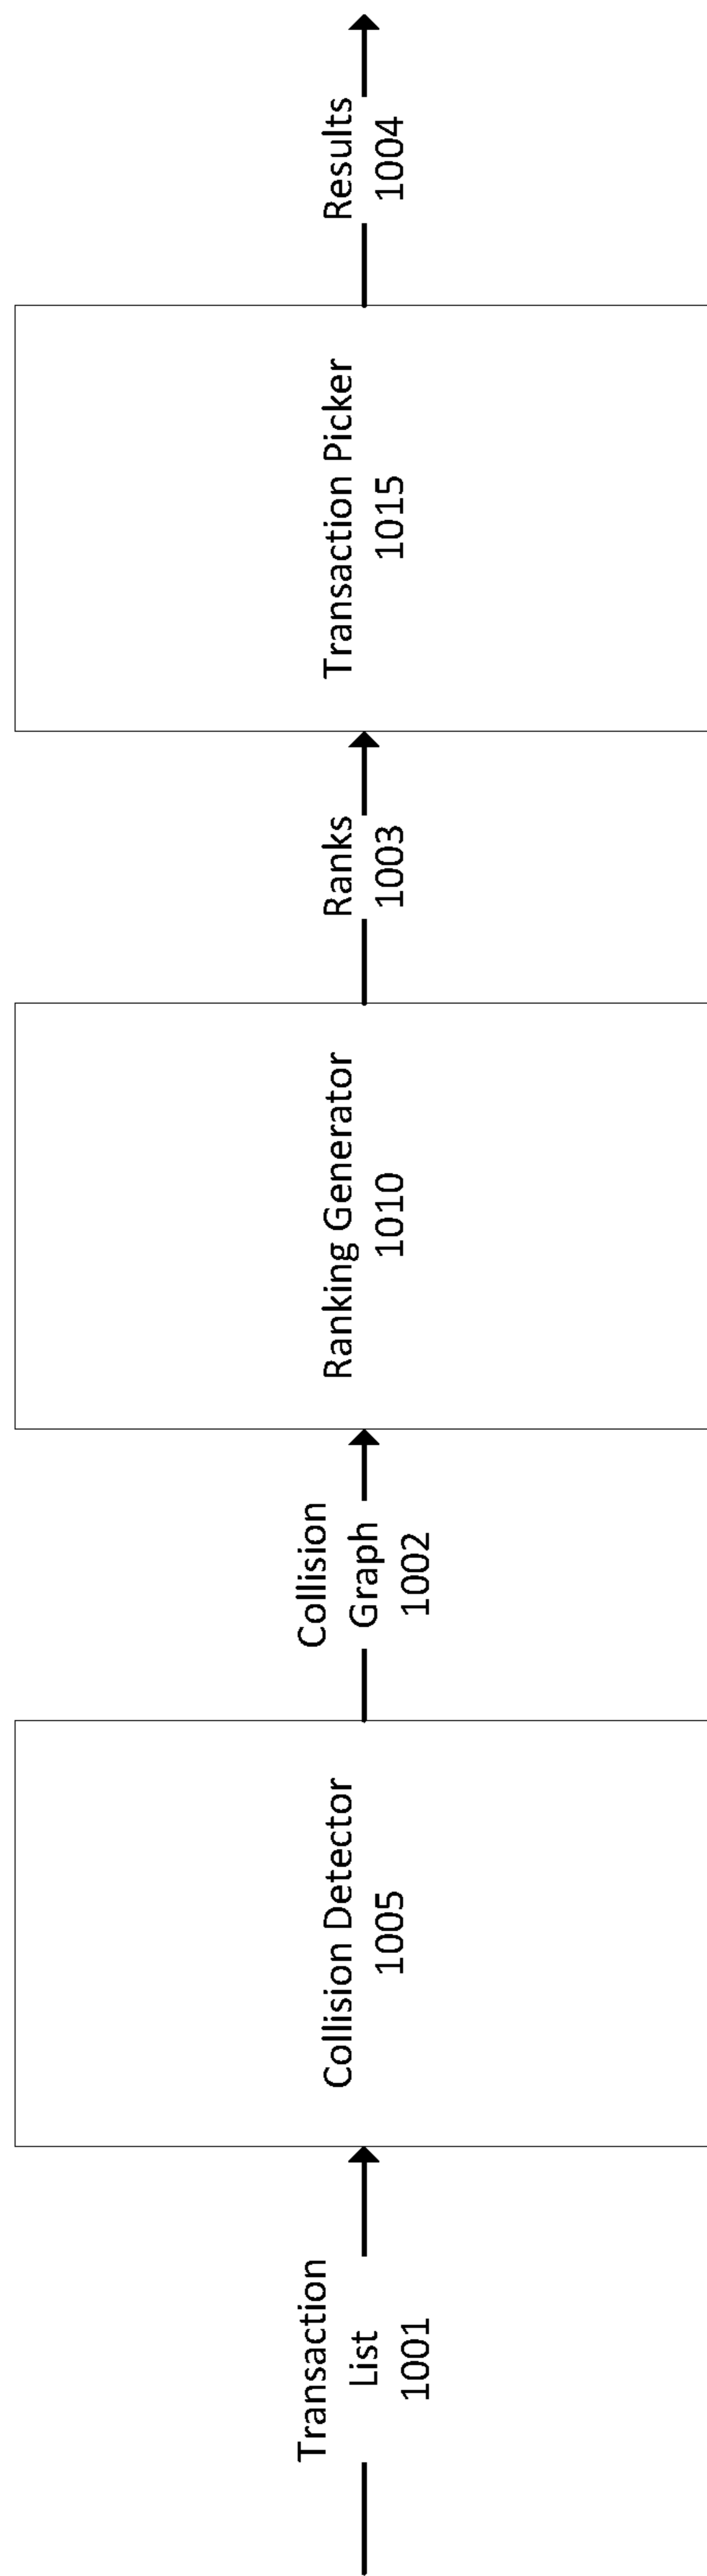 Transaction
List
1001
Collision Detector
1005
Collision
Graph
1002
Ranking Generator
1010
Ranks
1003
Transaction Picker
1015
Results
1004